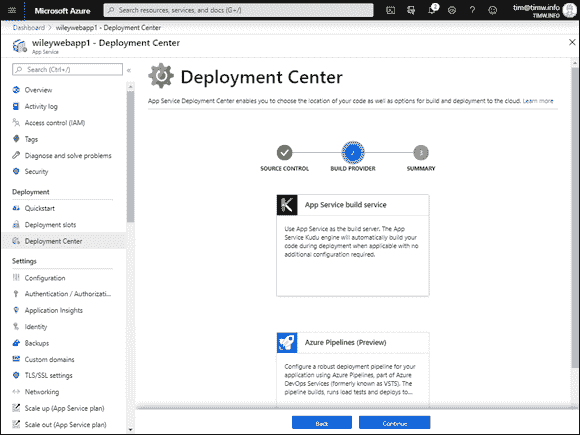 Microsoft Azure
Search resources, services, and docs (G+/)
1
tim@timw.info
TIMW.INFO
Dashboard > wileywebapp1 - Deployment Center
wileywebapp1 - Deployment Center
App Service
Search (Ctrl+/)
Overview
Activity log
Access control (IAM)
Tags
Diagnose and solve problems
Security
Deployment
Quickstart
Deployment slots
Deployment Center
Settings
Configuration
Authentication / Authorizati...
Application Insights
Identity
Backups
Custom domains
TLS/SSL settings
Networking
Scale up (App Service plan)
Scale out (App Service plan)
Deployment Center
App Service Deployment Center enables you to choose the location of your code as well as options for build and deployment to the cloud. Learn more
SOURCE CONTROL
BUILD PROVIDER
3
SUMMARY
App Service build service
Use App Service as the build server. The App
Service Kudu engine will automatically build your
code during deployment when applicable with no
additional configuration required.
Azure Pipelines (Preview)
Configure a robust deployment pipeline for your
application using Azure Pipelines, part of Azure
DevOps Services (formerly known as VSTS). The
pipeline builds, runs load tests and deploys to...
Back
Continue